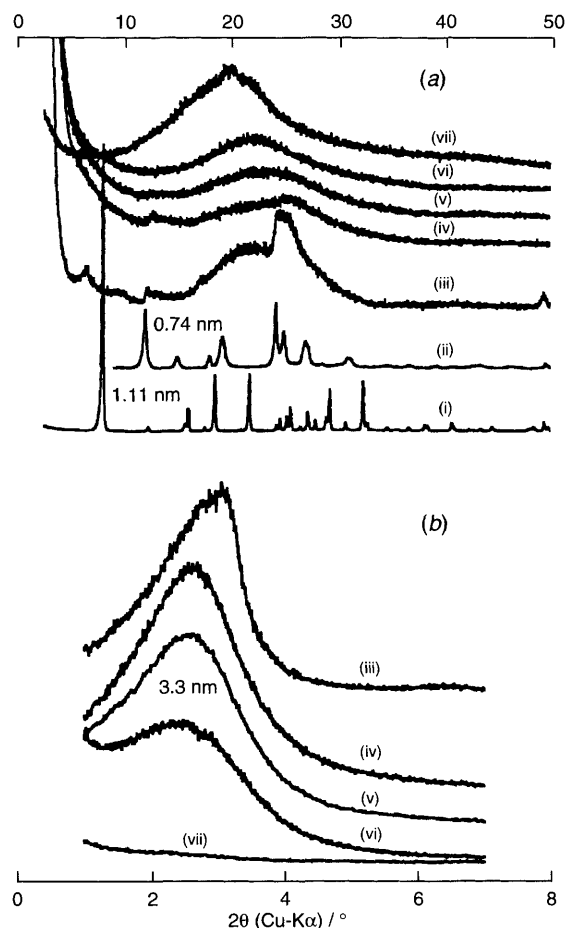 0 10 20 30 40 50
(a)
(vii)
(vi)
(v)
(iv)
(iii)
0.74 nm
(ii)
1.11 nm
(i)
(b)
3.3 nm
(iii)
(iv)
(v)
(vii)
(vi)
0 2 4 6 8
2θ (Cu-Kα) / °